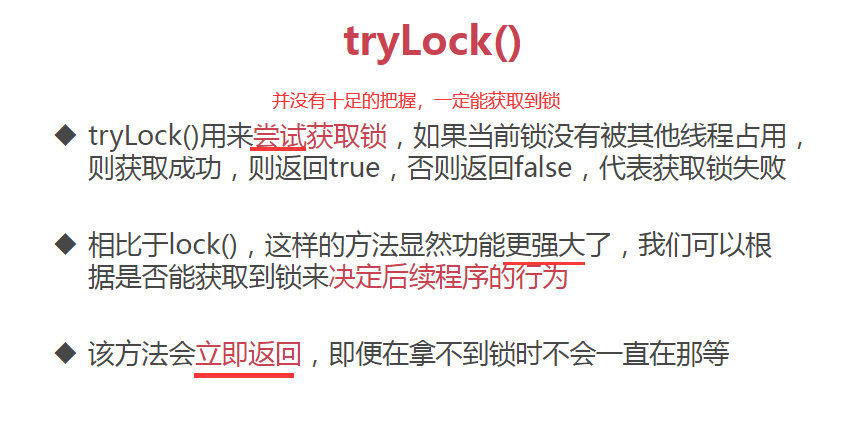 tryLock()
并没有十足的把握，一定能获取到锁
◆ tryLock()用来尝试获取锁，如果当前锁没有被其他线程占用，
则获取成功，则返回true，否则返回false，代表获取锁失败
◆ 相比于lock()，这样的方法显然功能更强大了，我们可以根
据是否能获取到锁来决定后续程序的行为
◆ 该方法会立即返回，即便在拿不到锁时不会一直在那等